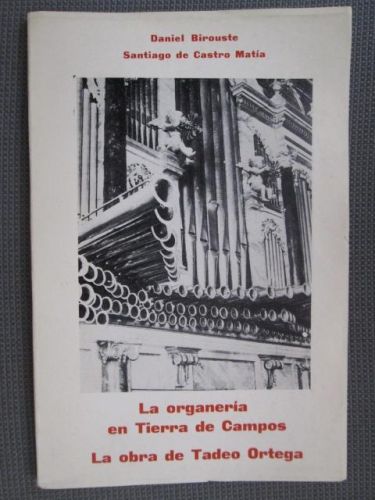 Daniel Birouste
Santiago de Castro Matía
La organería
en Tierra de Campos
La obra de Tadeo Ortega